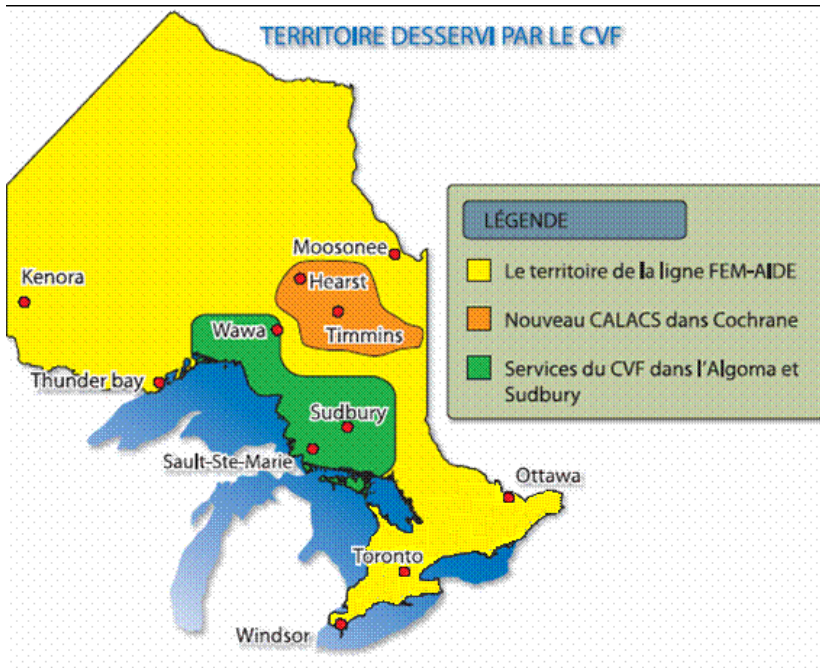 TERRITOIRE DESSERVI PAR LE CVF
LÉGENDE
Le territoire de la ligne FEM-AIDE
Nouveau CALACS dans Cochrane
Services du CVF dans l'Algoma et
Sudbury
Moosonee
Kenora
Hearst
Wawa
Timmins
Thunder bay
Sudbury
Sault-Ste-Marie
Ottawa
Toronto
Windsor